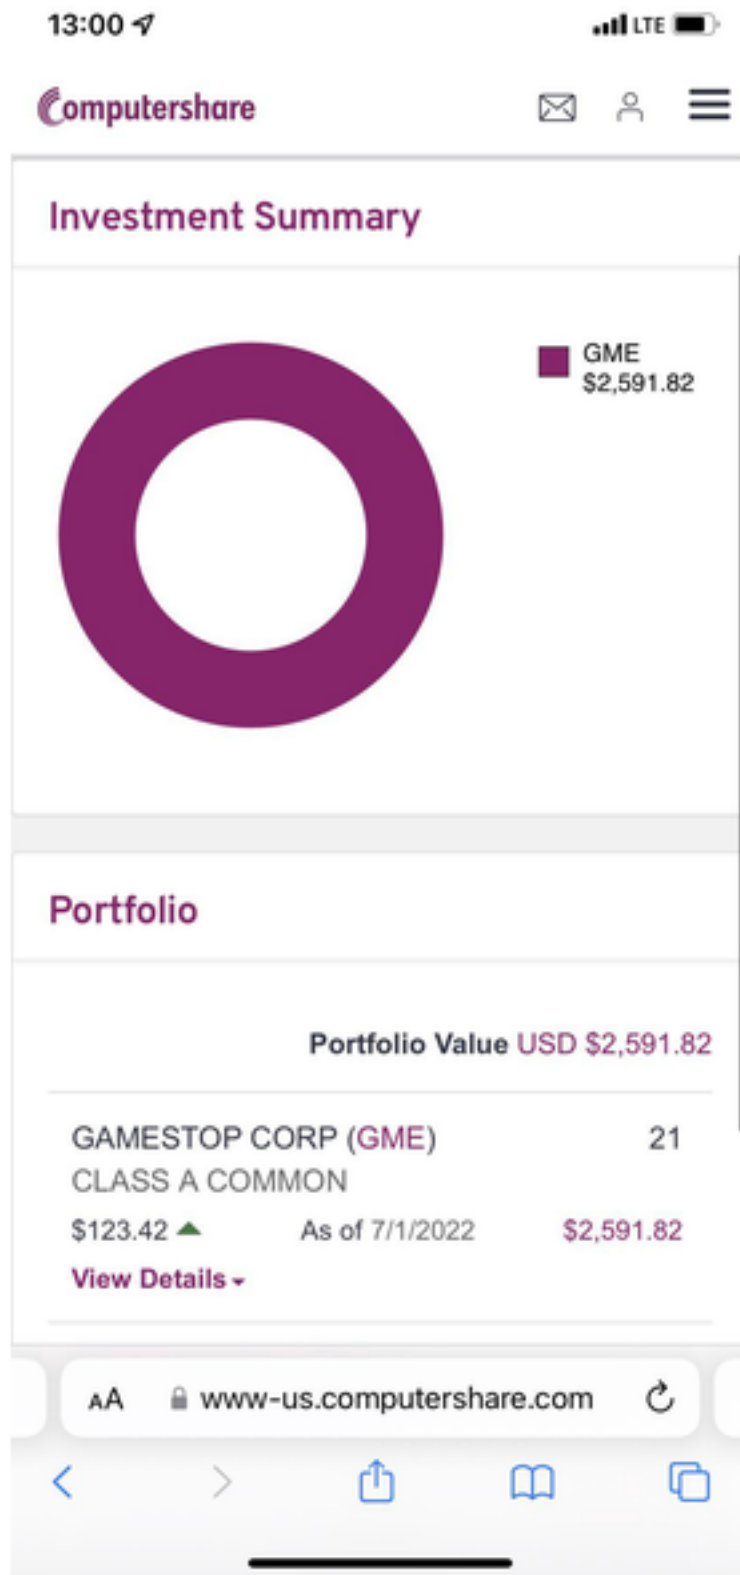 13:00 LTE
Computershare
Investment Summary
GME
$2,591.82
Portfolio
Portfolio Value USD $2,591.82
GAMESTOP CORP (GME) 21
CLASS A COMMON
$123.42 As of 7/1/2022 $2,591.82
View Details
AA www-us.computershare.com